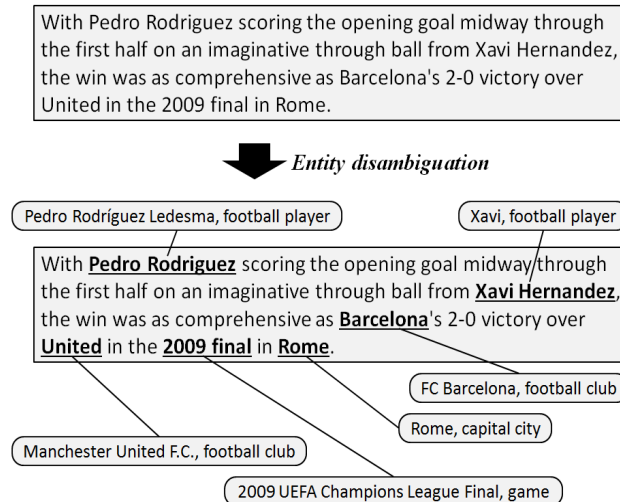 With Pedro Rodriguez scoring the opening goal midway through
the first half on an imaginative through ball from Xavi Hernandez,
the win was as comprehensive as Barcelona's 2-0 victory over
United in the 2009 final in Rome.
Entity disambiguation
Pedro Rodríguez Ledesma, football player
Xavi, football player
With Pedro Rodriguez scoring the opening goal midway through
the first half on an imaginative through ball from Xavi Hernandez,
the win was as comprehensive as Barcelona's 2-0 victory over
United in the 2009 final in Rome.
FC Barcelona, football club
Rome, capital city
Manchester United F.C., football club
2009 UEFA Champions League Final, game